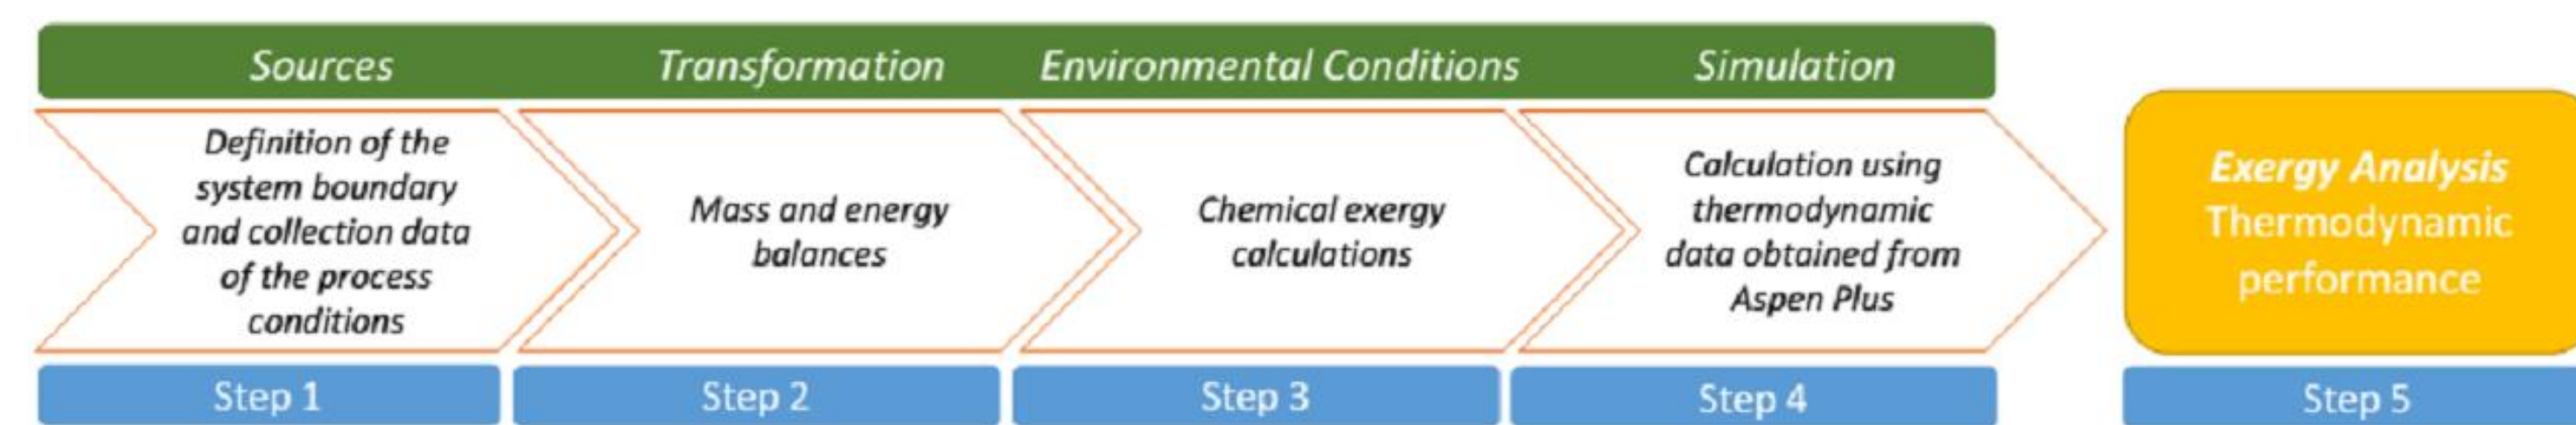 Sources
Transformation
Environmental Conditions
Simulation
Definition of the
system boundary
and collection data
of the process
conditions
Mass and energy
balances
Chemical exergy
calculations
Calculation using
thermodynamic
data obtained from
Aspen Plus
Exergy Analysis
Thermodynamic
performance
Step 1
Step 2
Step 3
Step 4
Step 5